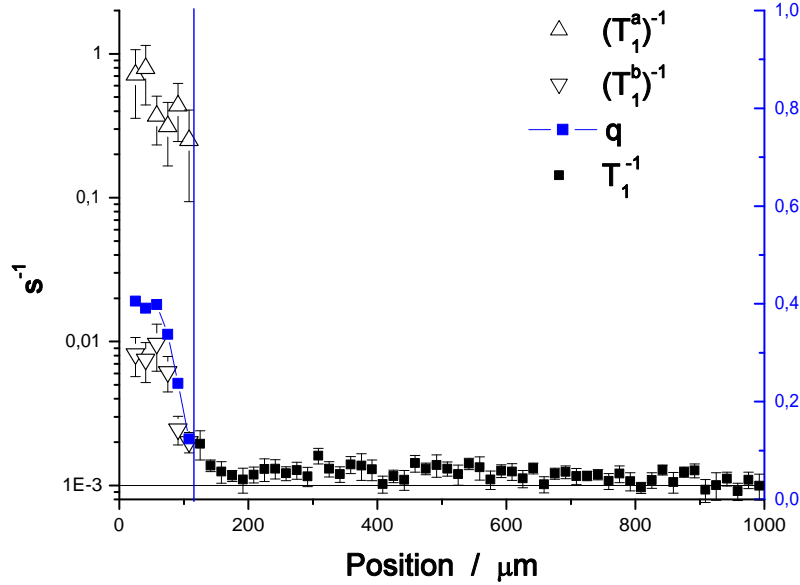 (T₁ᵃ)⁻¹
(T₁ᵇ)⁻¹
q
T₁⁻¹
1
0,1
0,01
1E-3
s⁻¹
1,0
0,8
0,6
0,4
0,2
0,0
0 200 400 600 800 1000
Position / μm